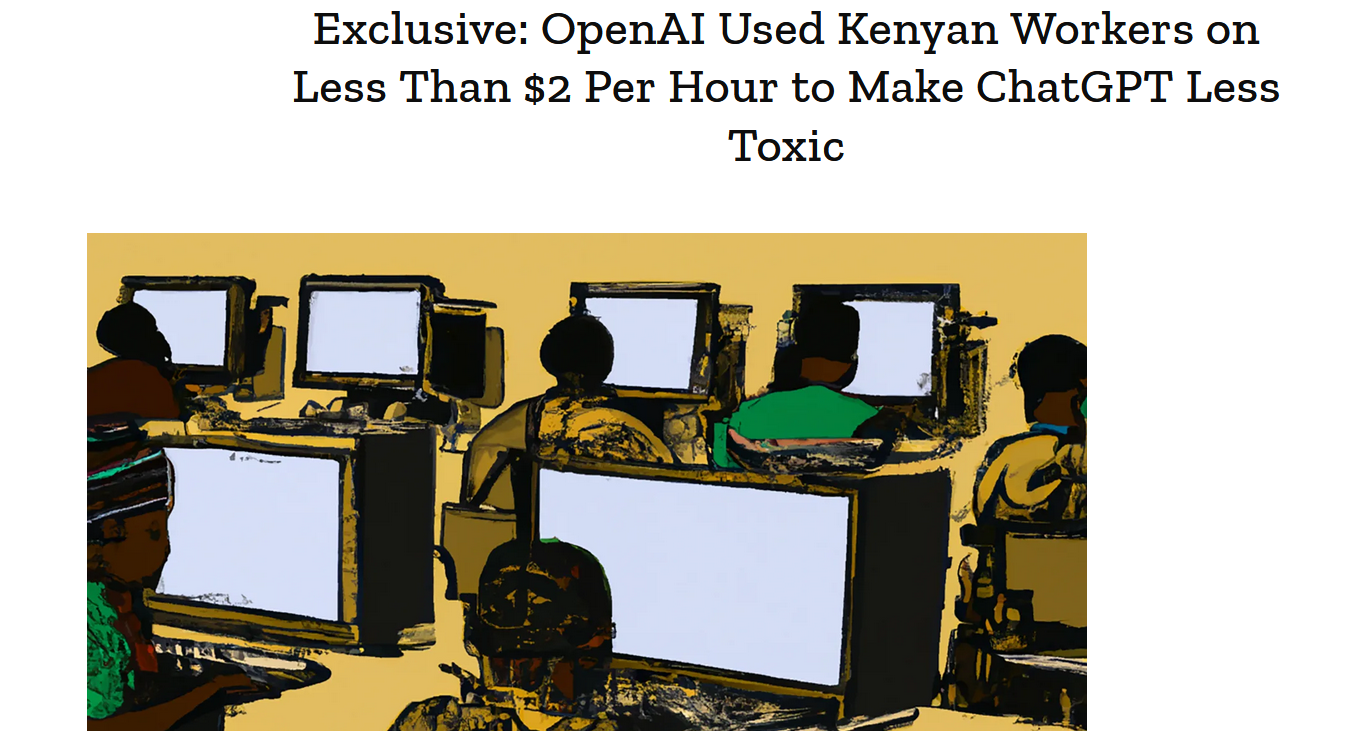 Exclusive: OpenAI Used Kenyan Workers on
Less Than $2 Per Hour to Make ChatGPT Less
Toxic